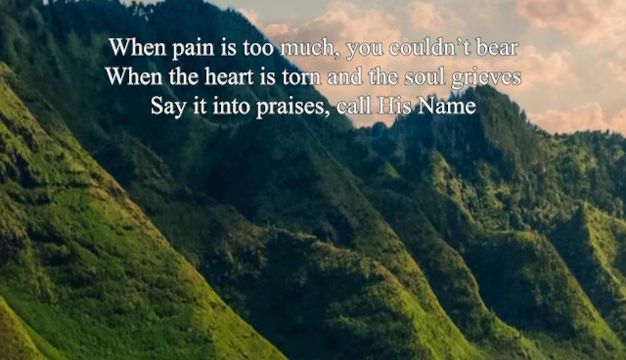 When pain is too much, you couldn't bear
When the heart is torn and the soul grieves
Say it into praises, call His Name